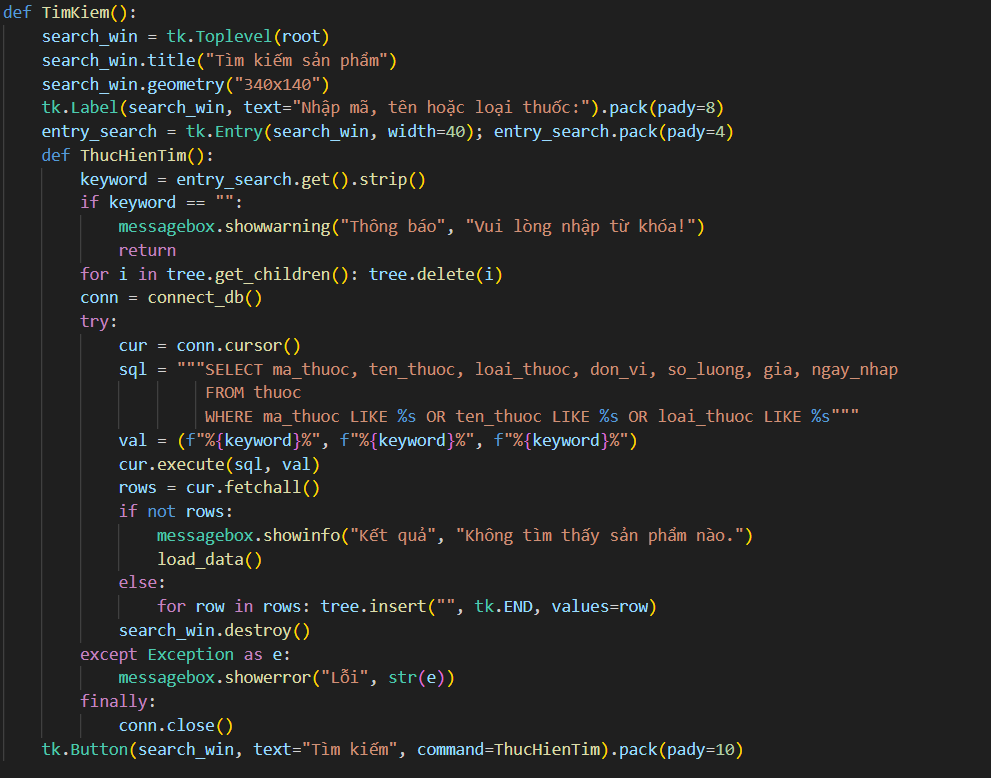 def TimKiem():
    search_win = tk.Toplevel(root)
    search_win.title("Tìm kiếm sản phẩm")
    search_win.geometry("340x140")
    tk.Label(search_win, text="Nhập mã, tên hoặc loại thuốc:").pack(pady=8)
    entry_search = tk.Entry(search_win, width=40); entry_search.pack(pady=4)
    def ThucHienTim():
        keyword = entry_search.get().strip()
        if keyword == "":
            messagebox.showwarning("Thông báo", "Vui lòng nhập từ khóa!")
            return
        for i in tree.get_children(): tree.delete(i)
        conn = connect_db()
        try:
            cur = conn.cursor()
            sql = """SELECT ma_thuoc, ten_thuoc, loai_thuoc, don_vi, so_luong, gia, ngay_nhap
                     FROM thuoc
                     WHERE ma_thuoc LIKE %s OR ten_thuoc LIKE %s OR loai_thuoc LIKE %s"""
            val = (f"%{keyword}%", f"%{keyword}%", f"%{keyword}%")
            cur.execute(sql, val)
            rows = cur.fetchall()
            if not rows:
                messagebox.showinfo("Kết quả", "Không tìm thấy sản phẩm nào.")
                load_data()
            else:
                for row in rows: tree.insert("", tk.END, values=row)
            search_win.destroy()
        except Exception as e:
            messagebox.showerror("Lỗi", str(e))
        finally:
            conn.close()
    tk.Button(search_win, text="Tìm kiếm", command=ThucHienTim).pack(pady=10)